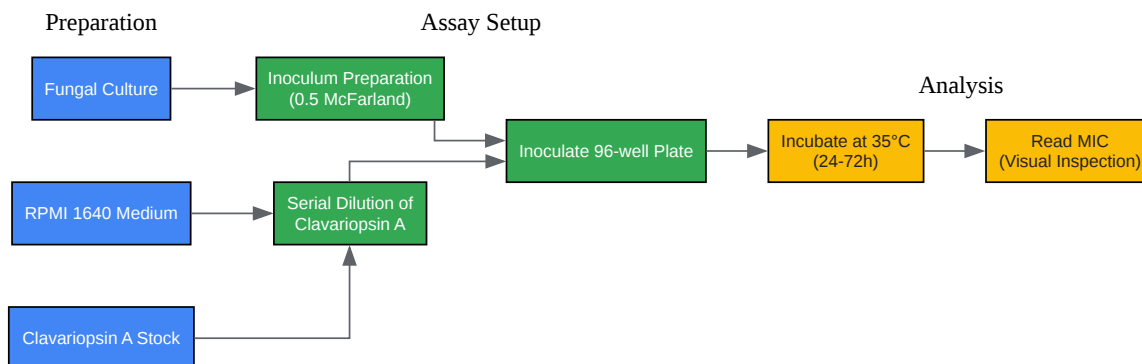 Preparation
Assay Setup
Analysis
Fungal Culture
Inoculum Preparation
(0.5 McFarland)
Inoculate 96-well Plate
Incubate at 35°C
(24-72h)
Read MIC
(Visual Inspection)
RPMI 1640 Medium
Serial Dilution of
Clavariopsin A
Clavariopsin A Stock